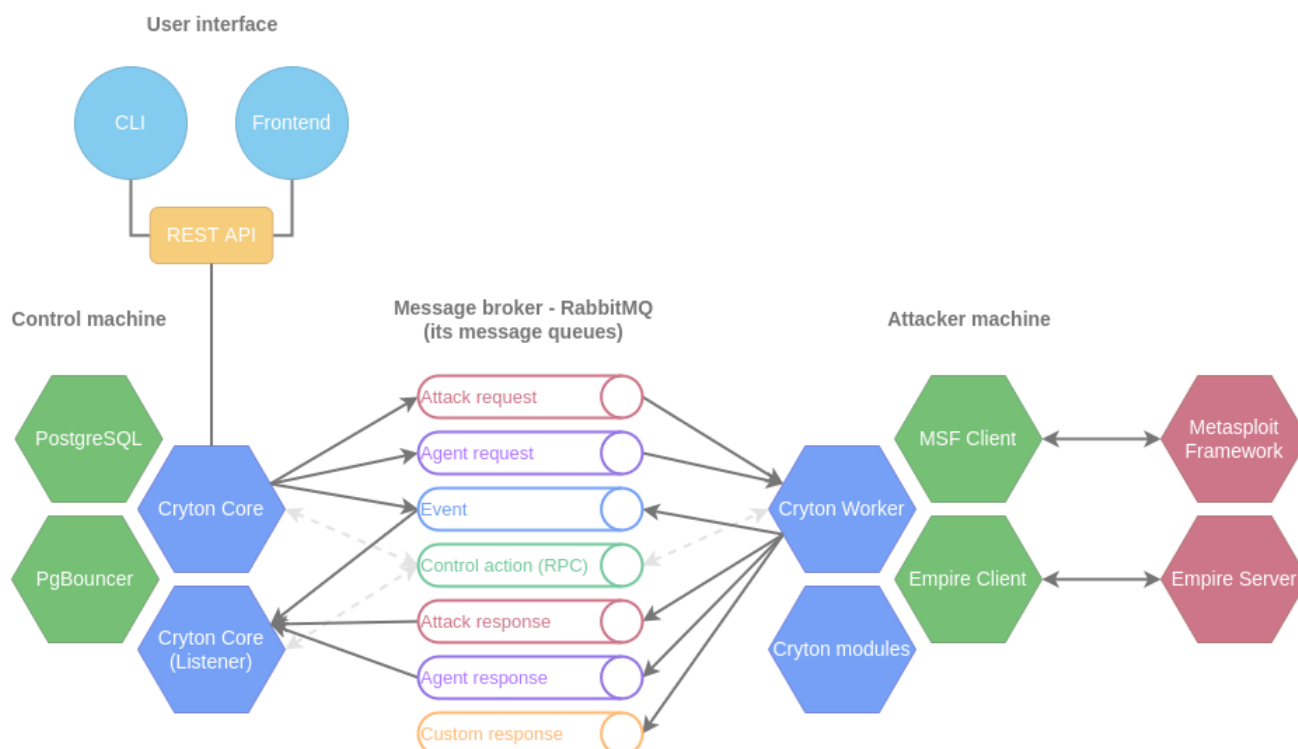 User interface
CLI
Frontend
REST API
Control machine
Message broker - RabbitMQ
(its message queues)
Attacker machine
PostgreSQL
Cryton Core
PgBouncer
Cryton Core
(Listener)
Attack request
Agent request
Event
Control action (RPC)
Attack response
Agent response
Custom response
Cryton Worker
Cryton modules
MSF Client
Empire Client
Metasploit
Framework
Empire Server